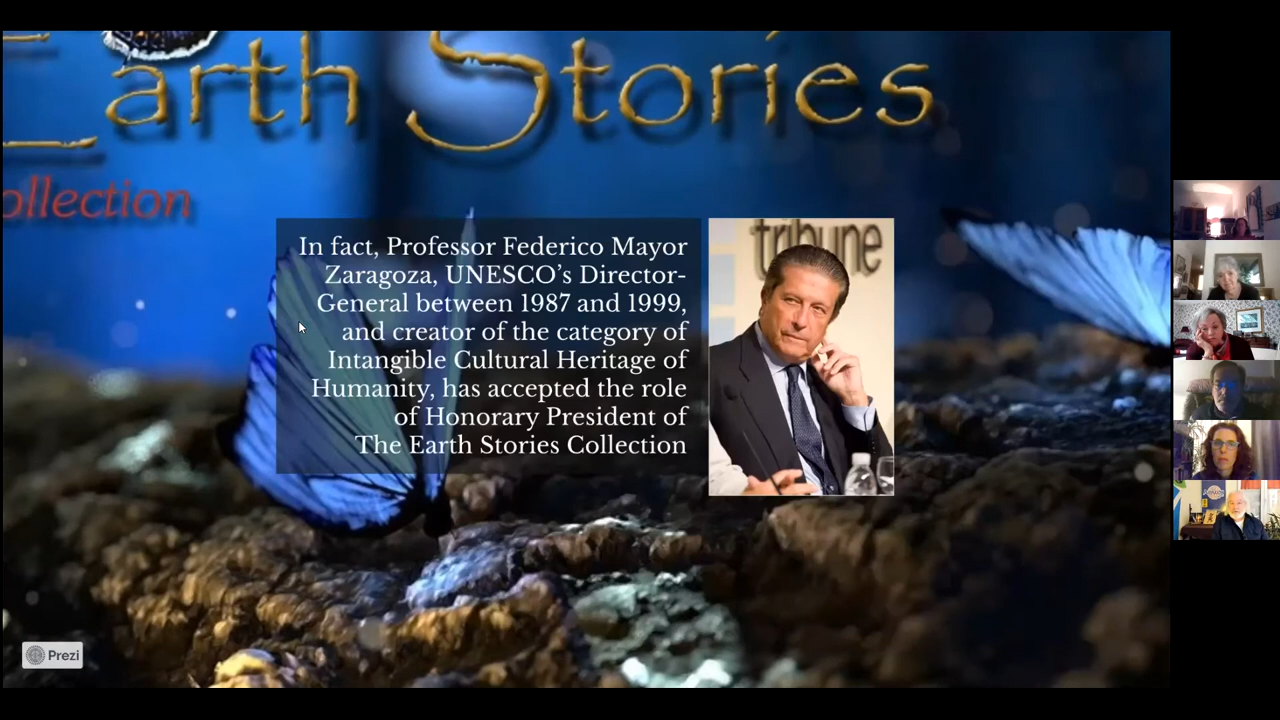 Earth Stories
ollection
In fact, Professor Federico Mayor
Zaragoza, UNESCO’s Director-
General between 1987 and 1999,
and creator of the category of
Intangible Cultural Heritage of
Humanity, has accepted the role
of Honorary President of
The Earth Stories Collection
tribune
Prezi